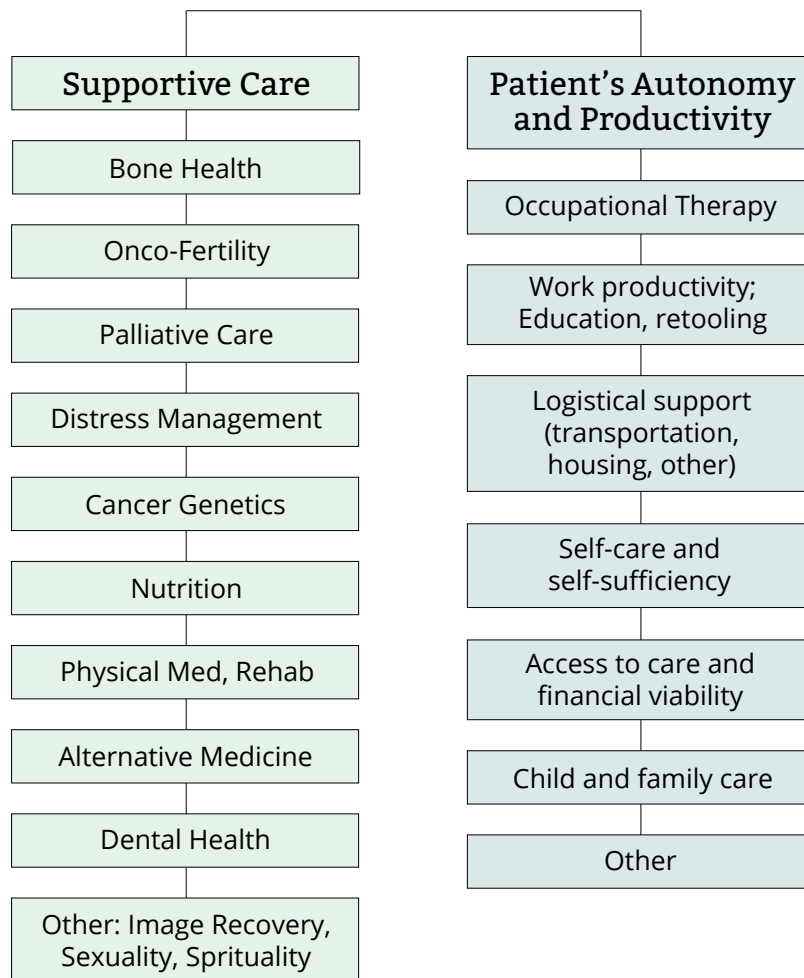 Supportive Care
Bone Health
Onco-Fertility
Palliative Care
Distress Management
Cancer Genetics
Nutrition
Physical Med, Rehab
Alternative Medicine
Dental Health
Other: Image Recovery,
Sexuality, Sprituality
Patient’s Autonomy
and Productivity
Occupational Therapy
Work productivity;
Education, retooling
Logistical support
(transportation,
housing, other)
Self-care and
self-sufficiency
Access to care and
financial viability
Child and family care
Other